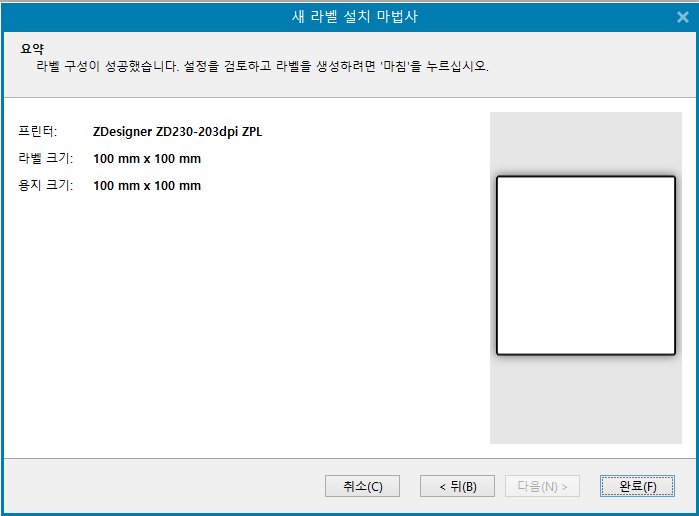 새 라벨 설치 마법사
요약
라벨 구성이 성공했습니다. 설정을 검토하고 라벨을 생성하려면 '마침'을 누르십시오.
프린터: ZDesigner ZD230-203dpi ZPL
라벨 크기: 100 mm x 100 mm
용지 크기: 100 mm x 100 mm
취소(C) < 뒤(B) 다음(N) > 완료(F)